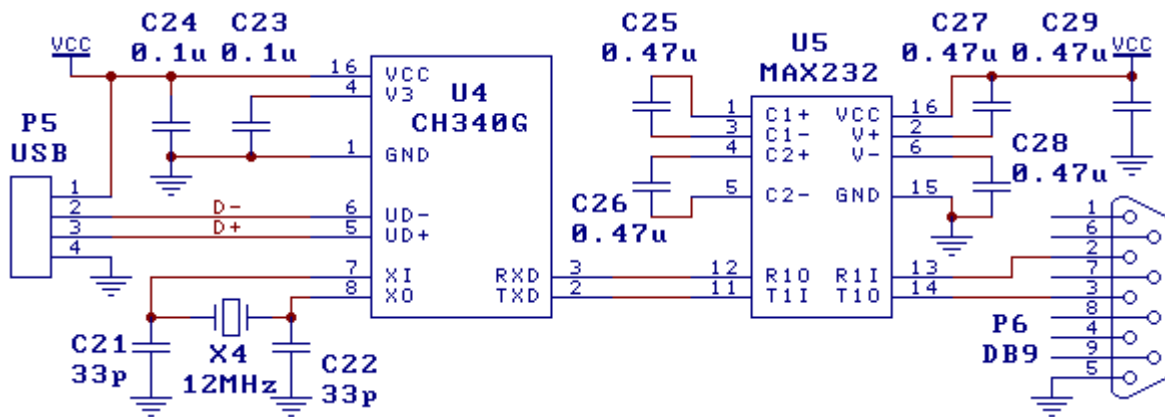 C24
0.1u
C23
0.1u
C25
0.47u
U5
MAX232
C27
0.47u
C29
0.47u
VCC
VCC
P5
USB
1
2
3
4
D-
D+
16
4
1
6
5
7
8
VCC
V3
GND
UD-
UD+
XI
XO
U4
CH340G
RXD
TXD
3
2
C21
33p
X4
12MHz
C22
33p
C26
0.47u
1
3
4
5
12
11
C1+
C1-
C2+
C2-
R1O
T1I
VCC
V+
V-
GND
R1I
T1O
16
2
6
15
13
14
C28
0.47u
1
6
2
7
3
8
4
9
5
P6
DB9